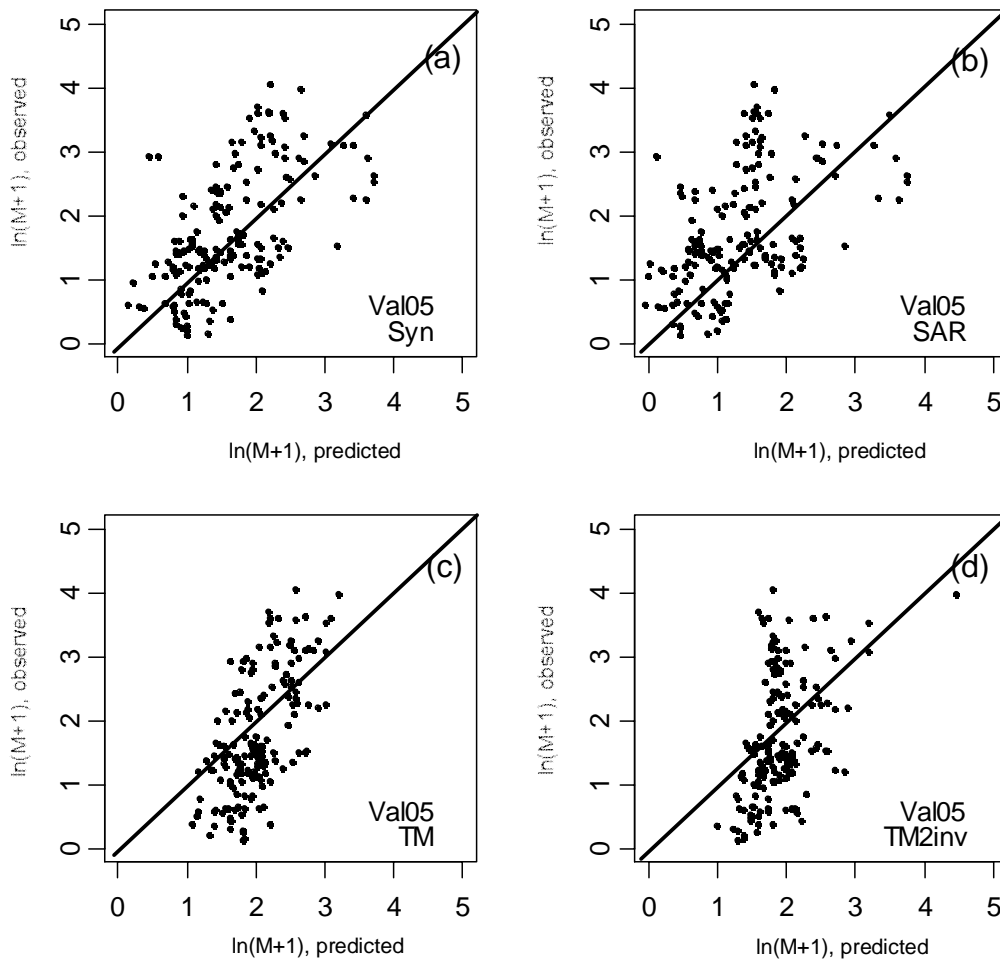 5
4
3
2
1
0
ln(M+1), observed
(a)
Val05
Syn
0 1 2 3 4 5
ln(M+1), predicted
5
4
3
2
1
0
ln(M+1), observed
(b)
Val05
SAR
0 1 2 3 4 5
ln(M+1), predicted
5
4
3
2
1
0
ln(M+1), observed
(c)
Val05
TM
0 1 2 3 4 5
ln(M+1), predicted
5
4
3
2
1
0
ln(M+1), observed
(d)
Val05
TM2inv
0 1 2 3 4 5
ln(M+1), predicted